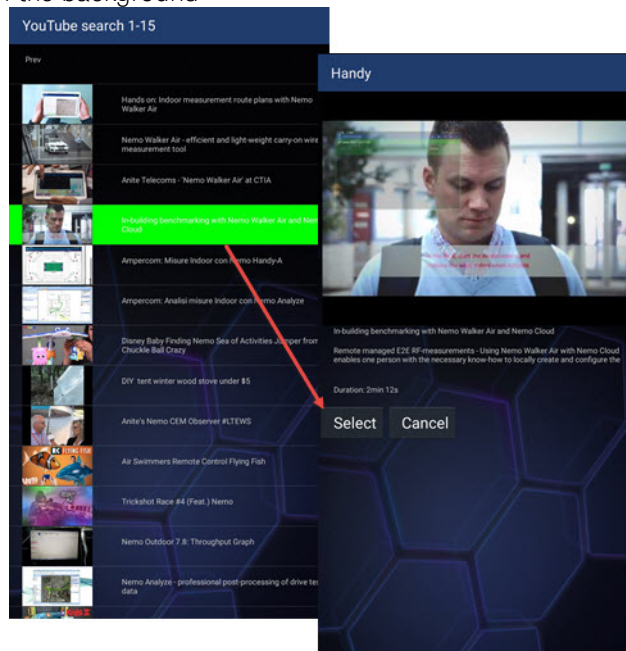 the background
YouTube search 1-15
Prev
Hands on: Indoor measurement route plans with Nemo
Walker Air
Nemo Walker Air - efficient and light-weight carry-on wire
measurement tool
Anite Telecoms - 'Nemo Walker Air' at CTIA
In-building benchmarking with Nemo Walker Air and Nem
Cloud
Ampercom: Misure Indoor con Nemo Handy-A
Ampercom: Analisi misure Indoor con Nemo Analyze
Disney Baby Finding Nemo Sea of Activities Jumper from
Chuckle Ball Crazy
DIY tent winter wood stove under $5
Anite's Nemo CEM Observer #LTEWS
Air Swimmers Remote Control Flying Fish
Trickshot Race #4 (Feat.) Nemo
Nemo Outdoor 7.8: Throughput Graph
Nemo Analyze - professional post-processing of drive tes
data
Handy
In-building benchmarking with Nemo Walker Air and Nemo Cloud
Remote managed E2E RF-measurements - Using Nemo Walker Air with Nemo Cloud
enables one person with the necessary know-how to locally create and configure the
Duration: 2min 12s
Select Cancel